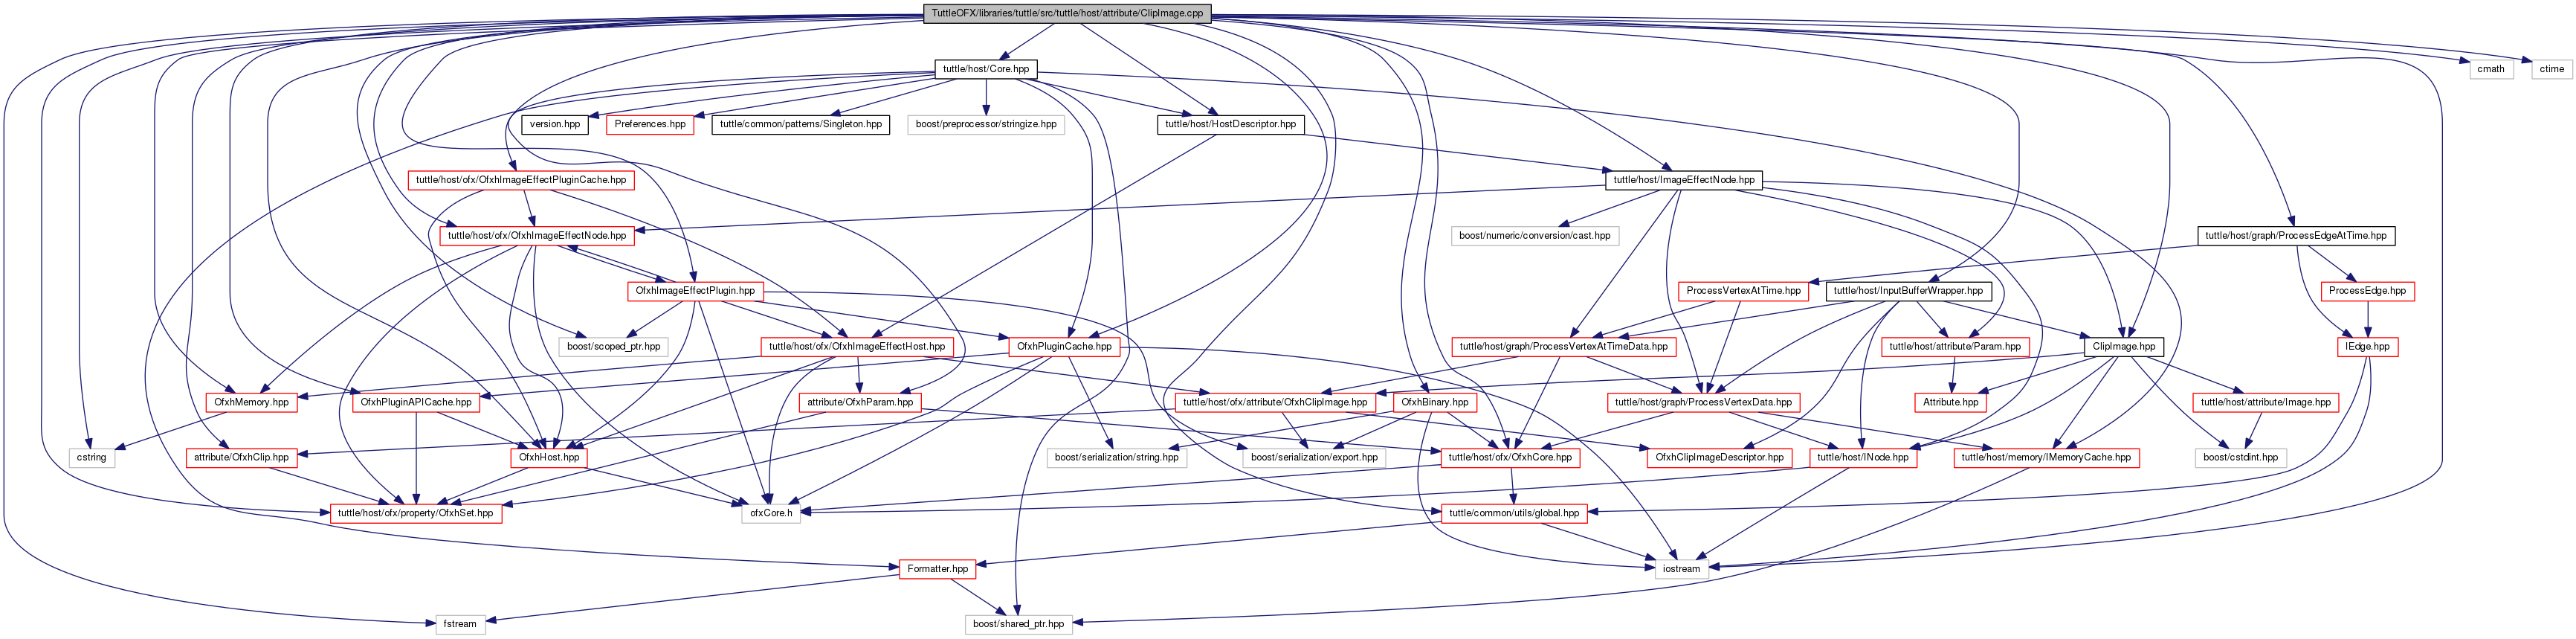 TuttleOFX/libraries/tuttle/src/tuttle/host/attribute/ClipImage.cpp
tuttle/host/Core.hpp
cmath
ctime
version.hpp
Preferences.hpp
tuttle/common/patterns/Singleton.hpp
boost/preprocessor/stringize.hpp
tuttle/host/HostDescriptor.hpp
tuttle/host/ofx/OfxhImageEffectPluginCache.hpp
tuttle/host/ImageEffectNode.hpp
tuttle/host/ofx/OfxhImageEffectNode.hpp
boost/numeric/conversion/cast.hpp
tuttle/host/graph/ProcessEdgeAtTime.hpp
OfxhImageEffectPlugin.hpp
ProcessVertexAtTime.hpp
tuttle/host/InputBufferWrapper.hpp
ProcessEdge.hpp
boost/scoped_ptr.hpp
tuttle/host/ofx/OfxhImageEffectHost.hpp
OfxhPluginCache.hpp
tuttle/host/graph/ProcessVertexAtTimeData.hpp
tuttle/host/attribute/Param.hpp
ClipImage.hpp
IEdge.hpp
OfxhMemory.hpp
OfxhPluginAPICache.hpp
attribute/OfxhParam.hpp
tuttle/host/ofx/attribute/OfxhClipImage.hpp
OfxhBinary.hpp
tuttle/host/graph/ProcessVertexData.hpp
Attribute.hpp
tuttle/host/attribute/Image.hpp
cstring
attribute/OfxhClip.hpp
OfxhHost.hpp
boost/serialization/string.hpp
boost/serialization/export.hpp
tuttle/host/ofx/OfxhCore.hpp
OfxhClipImageDescriptor.hpp
tuttle/host/INode.hpp
tuttle/host/memory/IMemoryCache.hpp
boost/cstdint.hpp
tuttle/host/ofx/property/OfxhSet.hpp
ofxCore.h
tuttle/common/utils/global.hpp
Formatter.hpp
iostream
fstream
boost/shared_ptr.hpp